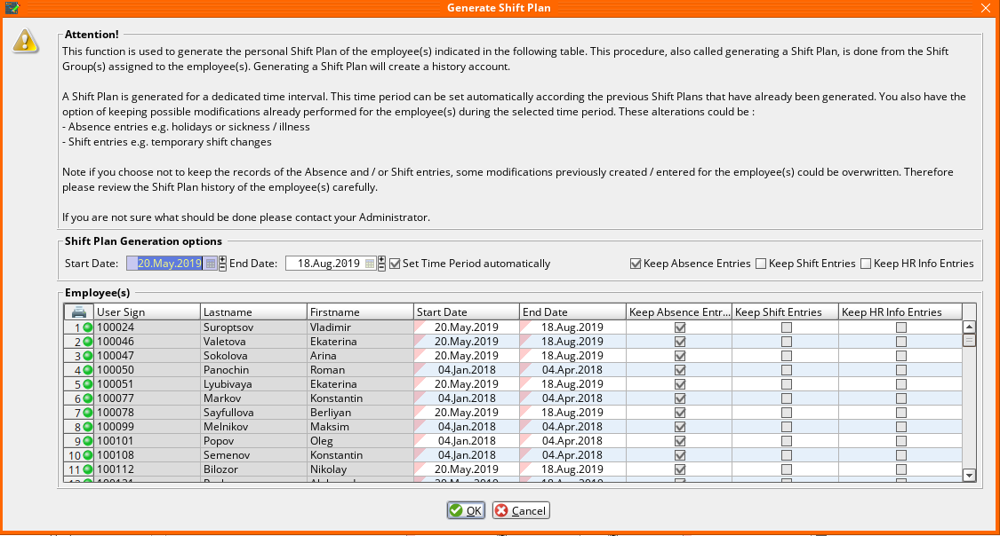 Generate Shift Plan
Attention!
This function is used to generate the personal Shift Plan of the employee(s) indicated in the following table. This procedure, also called generating a Shift Plan, is done from the Shift
Group(s) assigned to the employee(s). Generating a Shift Plan will create a history account.
A Shift Plan is generated for a dedicated time interval. This time period can be set automatically according the previous Shift Plans that have already been generated. You also have the
option of keeping possible modifications already performed for the employee(s) during the selected time period. These alterations could be :
- Absence entries e.g. holidays or sickness / illness
- Shift entries e.g. temporary shift changes
Note if you choose not to keep the records of the Absence and / or Shift entries, some modifications previously created / entered for the employee(s) could be overwritten. Therefore
please review the Shift Plan history of the employee(s) carefully.
If you are not sure what should be done please contact your Administrator.
Shift Plan Generation options
Start Date: 20.May.2019 End Date: 18.Aug.2019 Set Time Period automatically Keep Absence Entries Keep Shift Entries Keep HR Info Entries
Employee(s)
User Sign Lastname Firstname Start Date End Date Keep Absence Entr... Keep Shift Entries Keep HR Info Entries
1 100024 Suroptsov Vladimir 20.May.2019 18.Aug.2019
2 100046 Valetova Ekaterina 20.May.2019 18.Aug.2019
3 100047 Sokolova Arina 20.May.2019 18.Aug.2019
4 100050 Panochin Roman 04.Jan.2018 04.Apr.2018
5 100051 Lyubivaya Ekaterina 20.May.2019 18.Aug.2019
6 100077 Markov Konstantin 04.Jan.2018 04.Apr.2018
7 100078 Sayfullova Berliyan 20.May.2019 18.Aug.2019
8 100099 Melnikov Maksim 04.Jan.2018 04.Apr.2018
9 100101 Popov Oleg 04.Jan.2018 04.Apr.2018
10 100108 Semenov Konstantin 04.Jan.2018 04.Apr.2018
11 100112 Bilozor Nikolay 20.May.2019 18.Aug.2019
OK Cancel